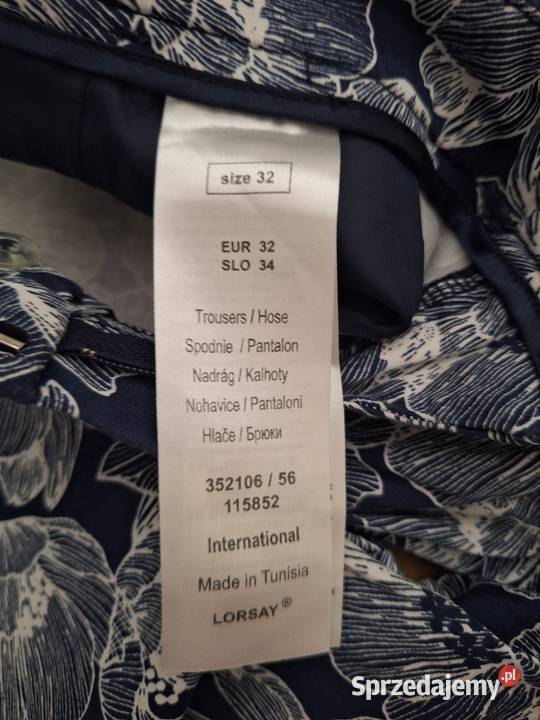 size 32
EUR 32
SLO 34
Trousers / Hose
Spodnie / Pantalon
Nadrág / Kalhoty
Nohavice / Pantaloni
Hlače / Брюки
352106 / 56
115852
International
Made in Tunisia
LORSAY ®
Sprzedajemy .pl